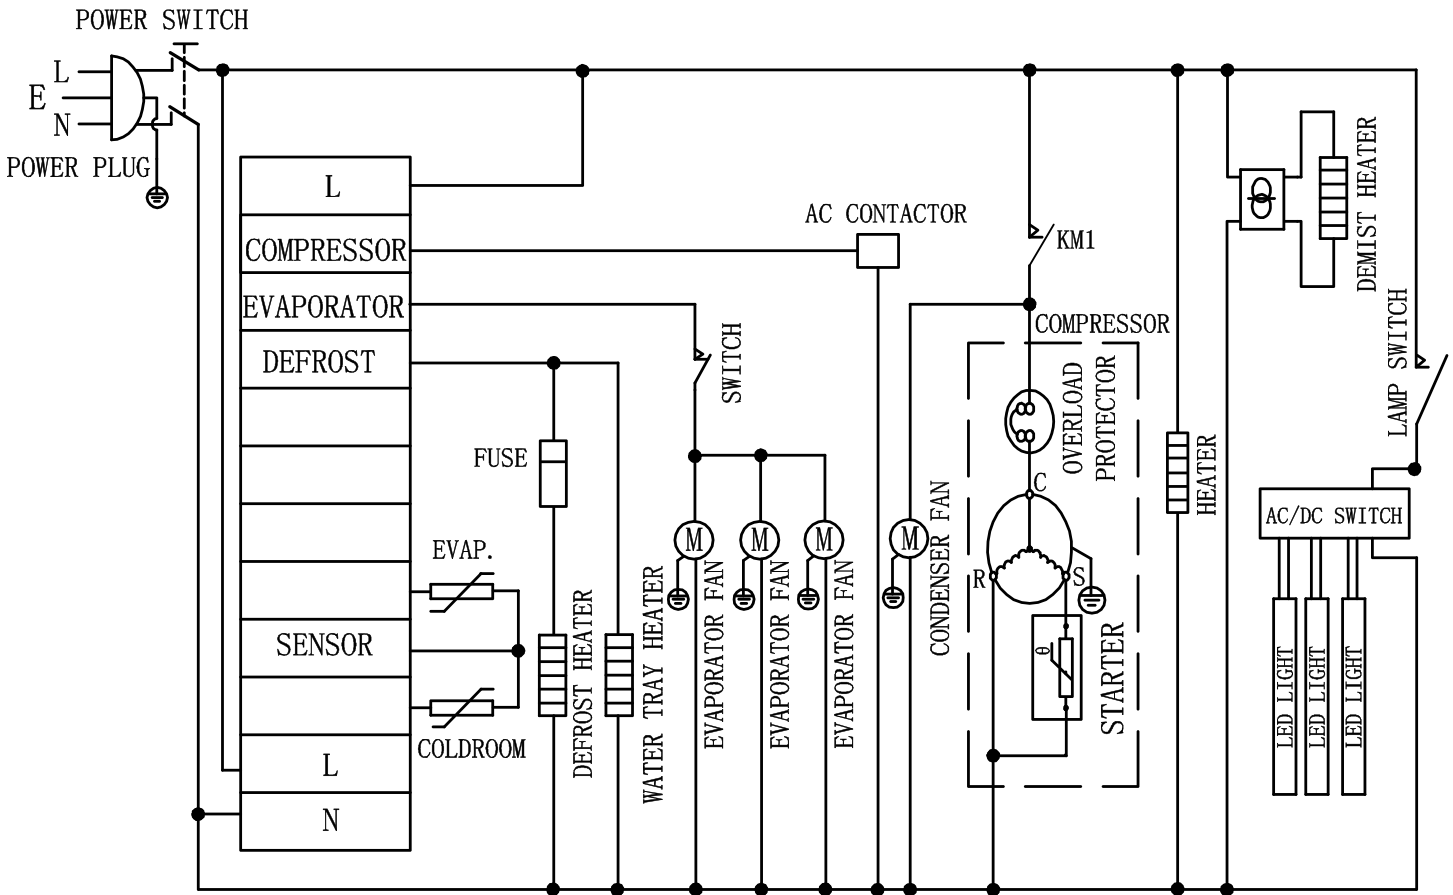 POWER SWITCH
L
E
N
POWER PLUG
L
COMPRESSOR
EVAPORATOR
DEFROST
SENSOR
L
N
FUSE
EVAP.
COLDROOM
DEFROST HEATER
WATER TRAY HEATER
SWITCH
M
M
M
EVAPORATOR FAN
EVAPORATOR FAN
EVAPORATOR FAN
AC CONTACTOR
M
CONDENSER FAN
KM1
COMPRESSOR
OVERLOAD
PROTECTOR
C
R
S
θ
STARTER
HEATER
DEMIST HEATER
LAMP SWITCH
AC/DC SWITCH
LED LIGHT
LED LIGHT
LED LIGHT